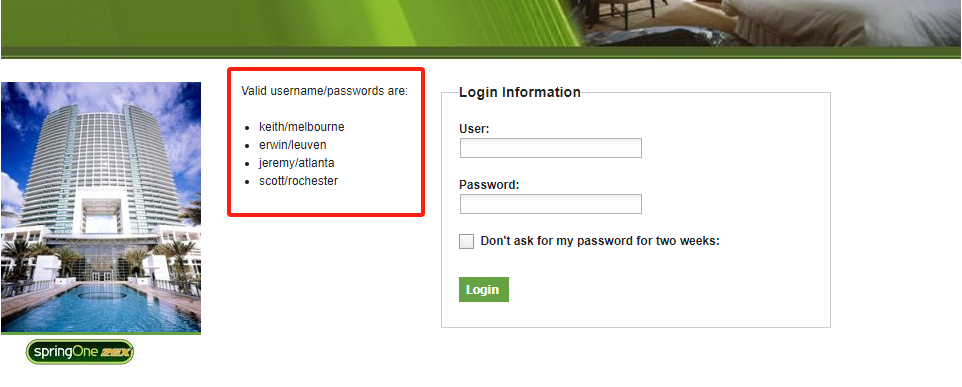 Valid username/passwords are:
keith/melbourne
erwin/leuven
jeremy/atlanta
scott/rochester
Login Information
User:
Password:
Don't ask for my password for two weeks:
Login
springOne 2GX